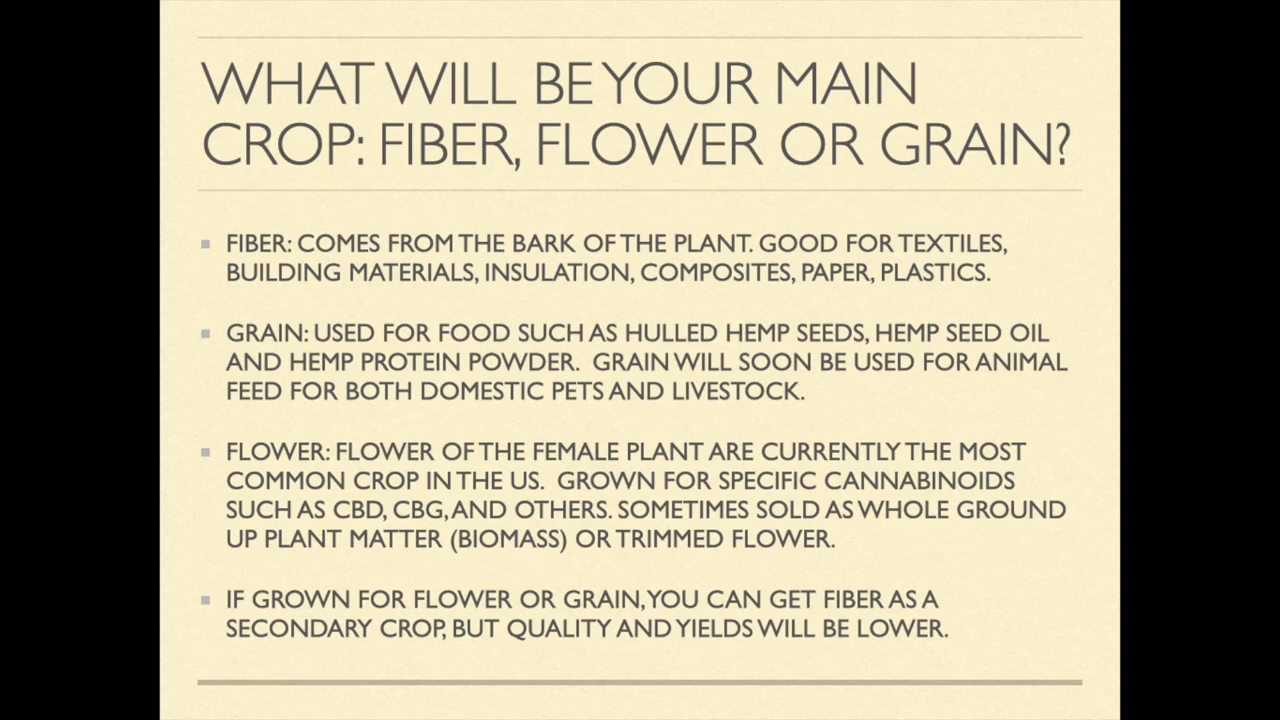 WHAT WILL BE YOUR MAIN
CROP: FIBER, FLOWER OR GRAIN?
FIBER: COMES FROM THE BARK OF THE PLANT. GOOD FOR TEXTILES,
BUILDING MATERIALS, INSULATION, COMPOSITES, PAPER, PLASTICS.
GRAIN: USED FOR FOOD SUCH AS HULLED HEMP SEEDS, HEMP SEED OIL
AND HEMP PROTEIN POWDER. GRAIN WILL SOON BE USED FOR ANIMAL
FEED FOR BOTH DOMESTIC PETS AND LIVESTOCK.
FLOWER: FLOWER OF THE FEMALE PLANT ARE CURRENTLY THE MOST
COMMON CROP IN THE US. GROWN FOR SPECIFIC CANNABINOIDS
SUCH AS CBD, CBG, AND OTHERS. SOMETIMES SOLD AS WHOLE GROUND
UP PLANT MATTER (BIOMASS) OR TRIMMED FLOWER.
IF GROWN FOR FLOWER OR GRAIN, YOU CAN GET FIBER AS A
SECONDARY CROP, BUT QUALITY AND YIELDS WILL BE LOWER.